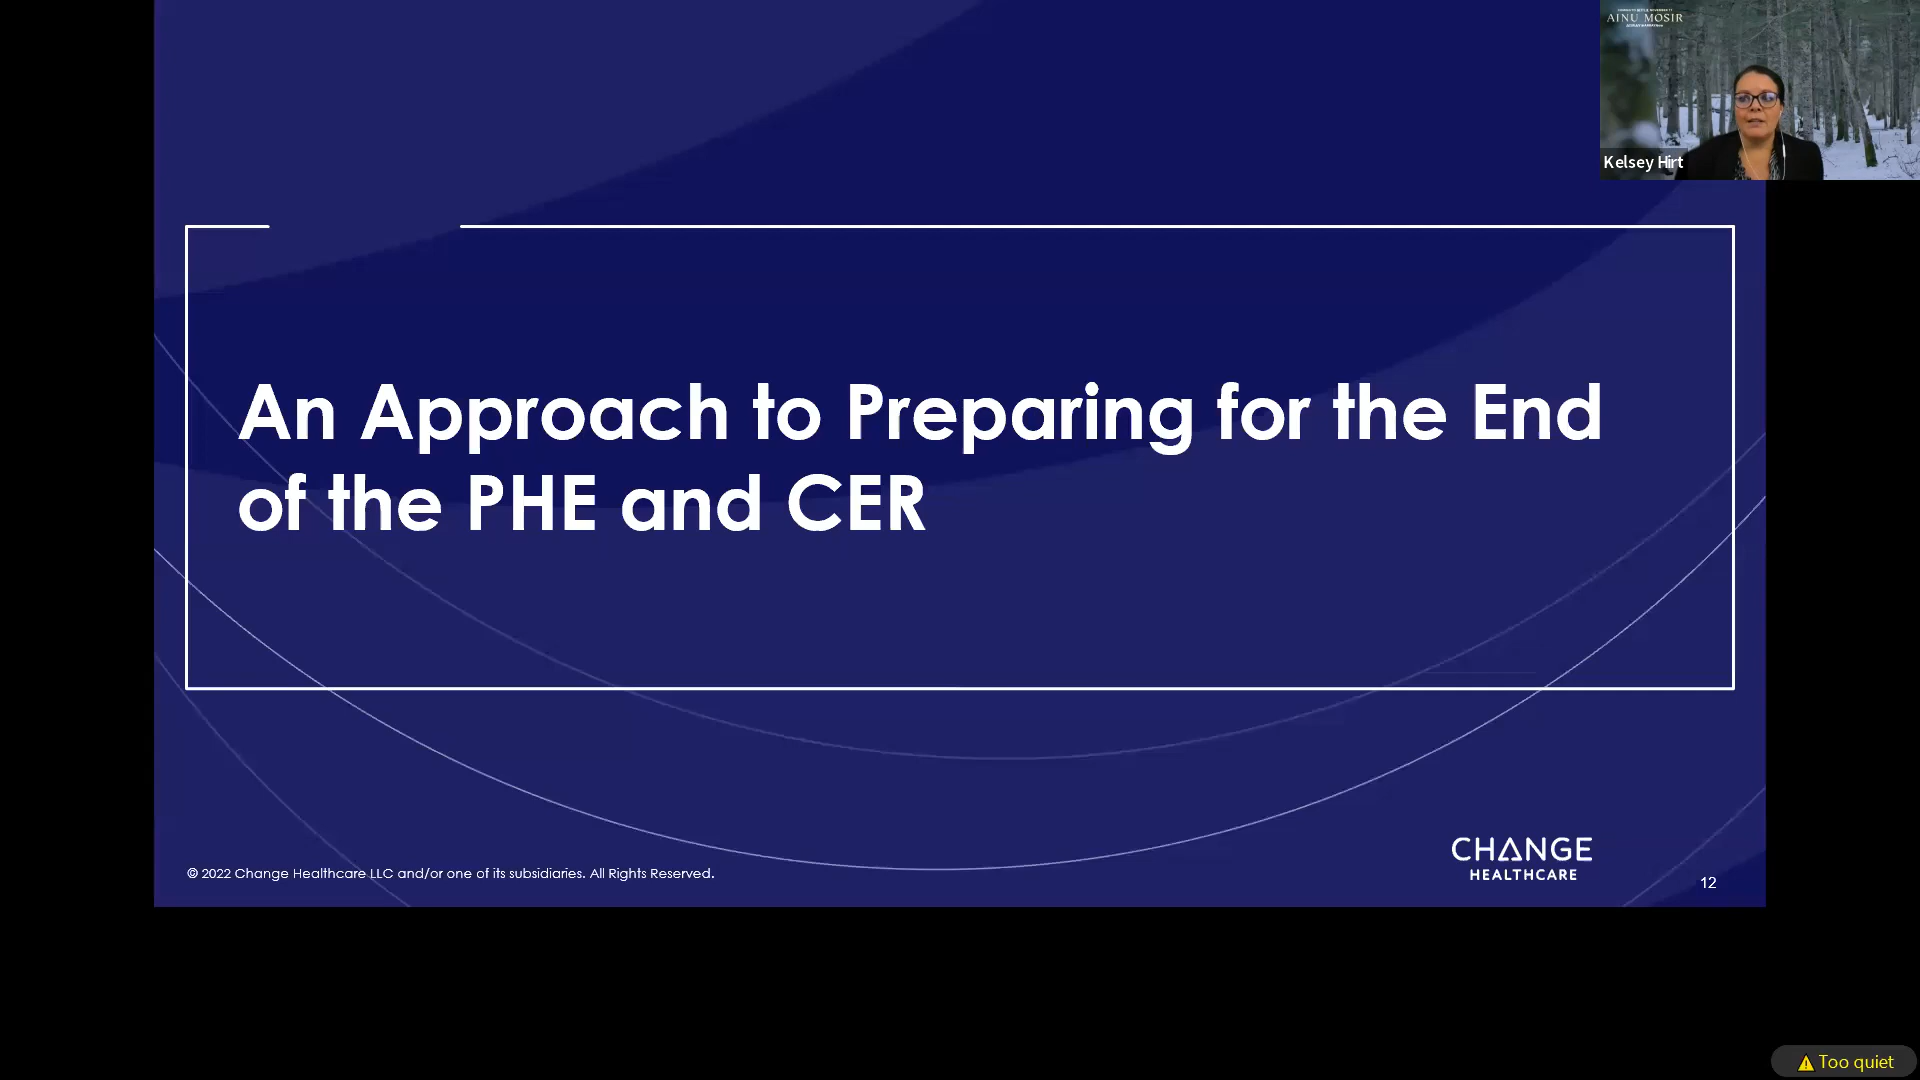 AINU MOSIR
Kelsey Hirt
An Approach to Preparing for the End
of the PHE and CER
© 2022 Change Healthcare LLC and/or one of its subsidiaries. All Rights Reserved.
CHANGE
HEALTHCARE
12
Too quiet